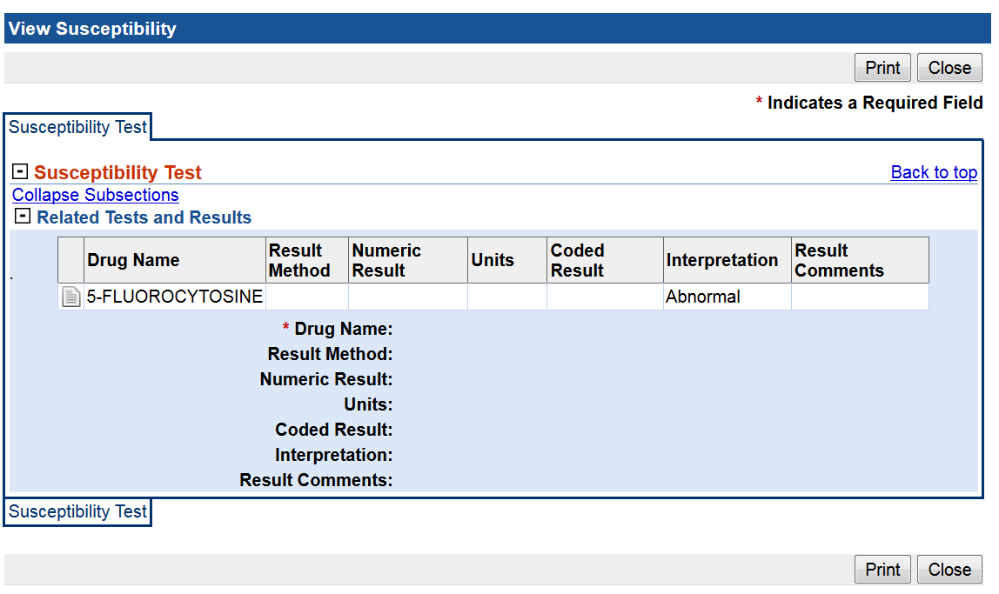 View Susceptibility
Print Close
* Indicates a Required Field
Susceptibility Test
- Susceptibility Test Back to top
Collapse Subsections
- Related Tests and Results
Drug Name Result Method Numeric Result Units Coded Result Interpretation Result Comments
.
5-FLUOROCYTOSINE Abnormal
* Drug Name:
Result Method:
Numeric Result:
Units:
Coded Result:
Interpretation:
Result Comments:
Susceptibility Test
Print Close